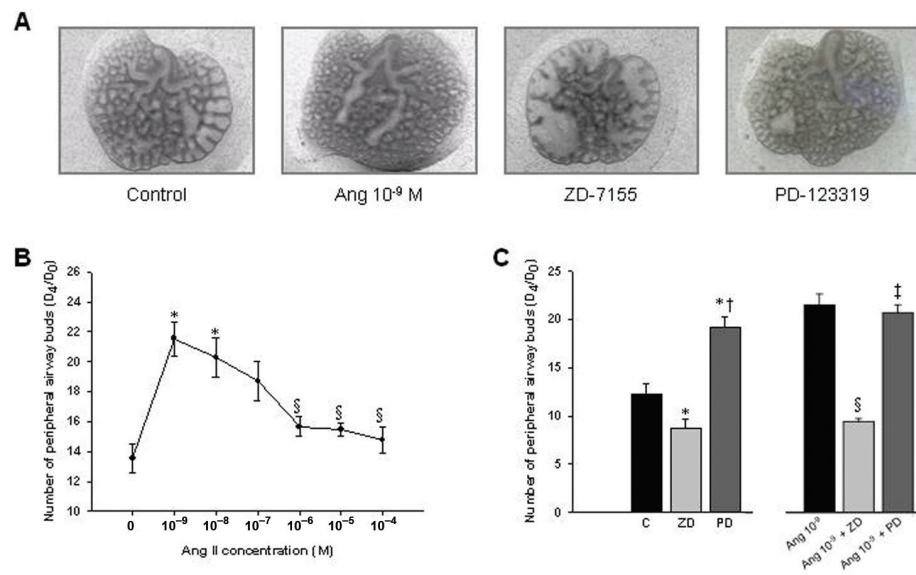 A
Control
Ang 10⁻⁹ M
ZD-7155
PD-123319
B
Number of peripheral airway buds (D₄/D₀)
26
24
22
20
18
16
14
12
10
*
*
§
§
§
0
10⁻⁹
10⁻⁸
10⁻⁷
10⁻⁶
10⁻⁵
10⁻⁴
Ang II concentration (M)
C
Number of peripheral airway buds (D₄/D₀)
25
20
15
10
5
0
*
*†
§
‡
C
ZD
PD
Ang 10⁻⁹
Ang 10⁻⁹ + ZD
Ang 10⁻⁹ + PD